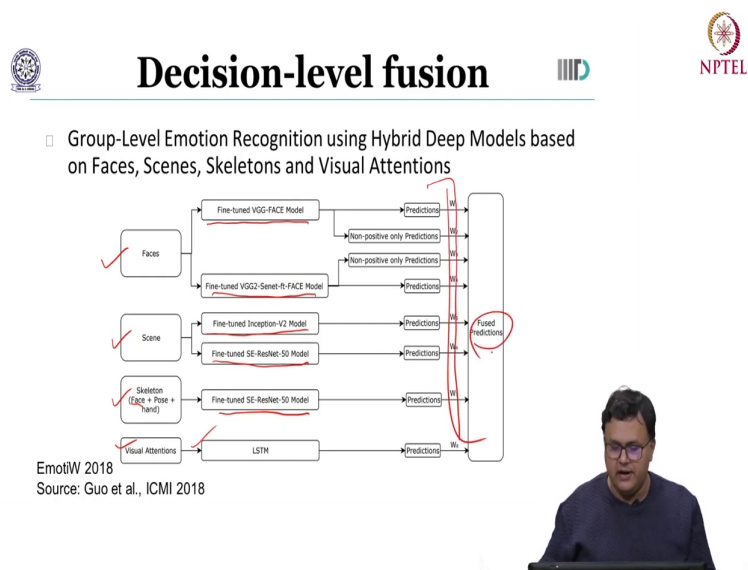 Decision-level fusion
NPTEL
Group-Level Emotion Recognition using Hybrid Deep Models based
on Faces, Scenes, Skeletons and Visual Attentions
Faces
Fine-tuned VGG-FACE Model
Predictions
Non-positive only Predictions
Non-positive only Predictions
Fine-tuned VGG2-Senet-ft-FACE Model
Predictions
Scene
Fine-tuned Inception-V2 Model
Predictions
Fine-tuned SE-ResNet-50 Model
Predictions
Fused
Predictions
Skeleton
(Face + Pose +
hand)
Fine-tuned SE-ResNet-50 Model
Predictions
Visual Attentions
LSTM
Predictions
EmotiW 2018
Source: Guo et al., ICMI 2018